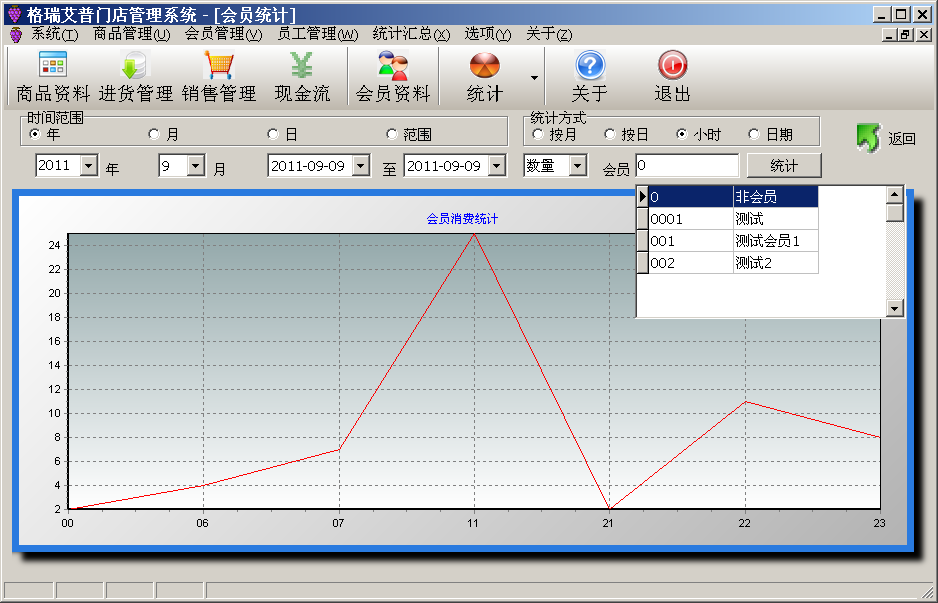 格瑞艾普门店管理系统 - [会员统计]
系统(T) 商品管理(U) 会员管理(V) 员工管理(W) 统计汇总(X) 选项(Y) 关于(Z)
商品资料 进货管理 销售管理 现金流 会员资料 统计 关于 退出
时间范围 统计方式
年 月 日 范围 按月 按日 小时 日期 返回
2011 年 9 月 2011-09-09 至 2011-09-09 数量 会员 0 统计
0 非会员
0001 测试
001 测试会员1
002 测试2
会员消费统计
24
22
20
18
16
14
12
10
8
6
4
2
00 06 07 11 21 22 23